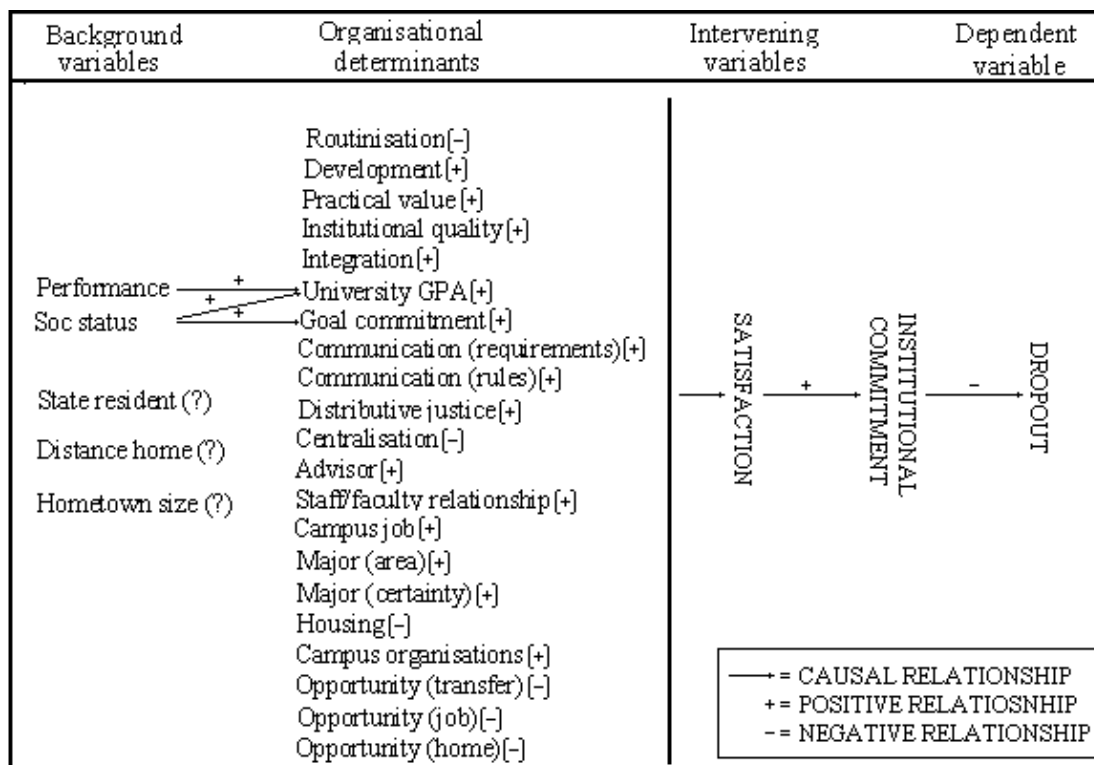 Background
variables
Organisational
determinants
Intervening
variables
Dependent
variable
Performance
Soc status
State resident (?)
Distance home (?)
Hometown size (?)
+
+
+
Routinisation(–)
Development(+)
Practical value(+)
Institutional quality(+)
Integration(+)
University GPA(+)
Goal commitment(+)
Communication (requirements)(+)
Communication (rules)(+)
Distributive justice(+)
Centralisation(–)
Advisor(+)
Staff/faculty relationship(+)
Campus job(+)
Major (area)(+)
Major (certainty)(+)
Housing(–)
Campus organisations(+)
Opportunity (transfer)(–)
Opportunity (job)(–)
Opportunity (home)(–)
SATISFACTION
+
INSTITUTIONAL
COMMITMENT
–
DROPOUT
= CAUSAL RELATIONSHIP
+ = POSITIVE RELATIOSNHIP
– = NEGATIVE RELATIONSHIP